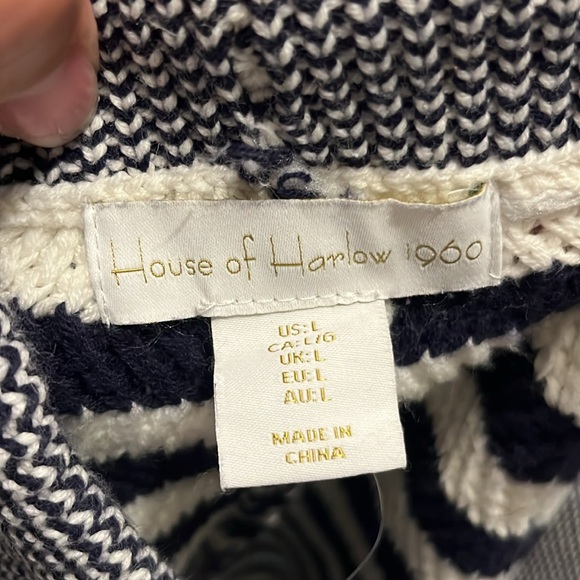 House of Harlow 1960
US: L
CA: L/G
UK: L
EU: L
AU: L
MADE IN
CHINA